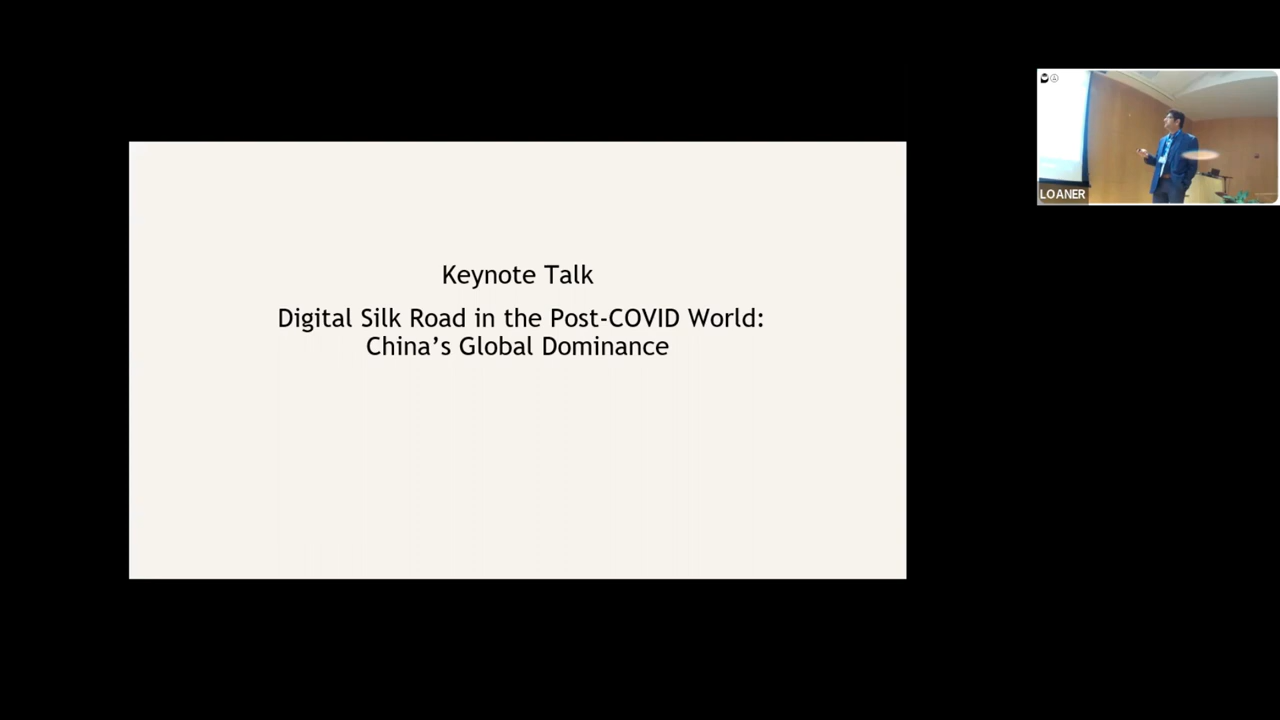 Keynote Talk
Digital Silk Road in the Post-COVID World:
China’s Global Dominance
LOANER